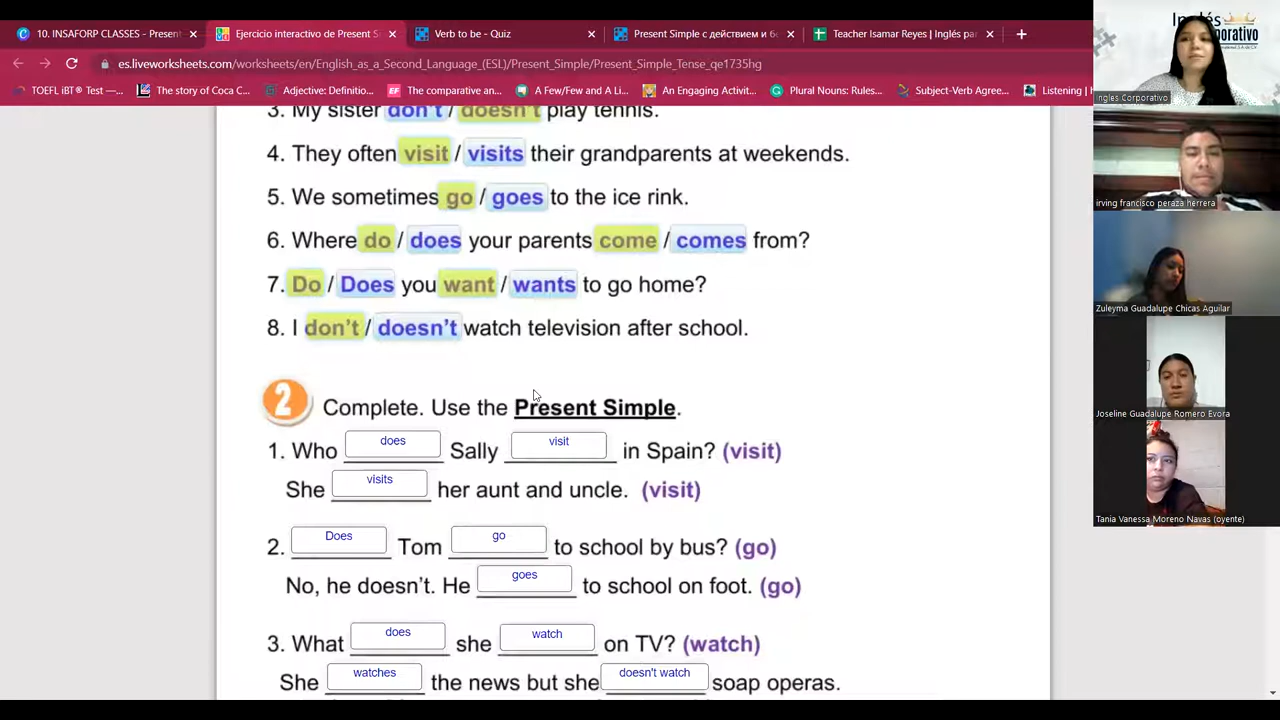 10. INSAFORP CLASSES - Present
Ejercicio interactivo de Present S
Verb to be - Quiz
Present Simple с действием и бе
Teacher Isamar Reyes | Inglés par
es.liveworksheets.com/worksheets/en/English_as_a_Second_Language_(ESL)/Present_Simple/Present_Simple_Tense_qe1735hg
TOEFL iBT® Test —...
The story of Coca C...
Adjective: Definitio...
The comparative an...
A Few/Few and A Li...
An Engaging Activit...
Plural Nouns: Rules...
Subject-Verb Agree...
Listening
3. My sister don't / doesn't play tennis.
4. They often visit / visits their grandparents at weekends.
5. We sometimes go / goes to the ice rink.
6. Where do / does your parents come / comes from?
7. Do / Does you want / wants to go home?
8. I don't / doesn't watch television after school.
2 Complete. Use the Present Simple.
1. Who does Sally visit in Spain? (visit)
She visits her aunt and uncle. (visit)
2. Does Tom go to school by bus? (go)
No, he doesn't. He goes to school on foot. (go)
3. What does she watch on TV? (watch)
She watches the news but she doesn't watch soap operas.
Ingles Corporativo
irving francisco peraza herrera
Zuleyma Guadalupe Chicas Aguilar
Joseline Guadalupe Romero Evora
Tania Vanessa Moreno Navas (oyente)